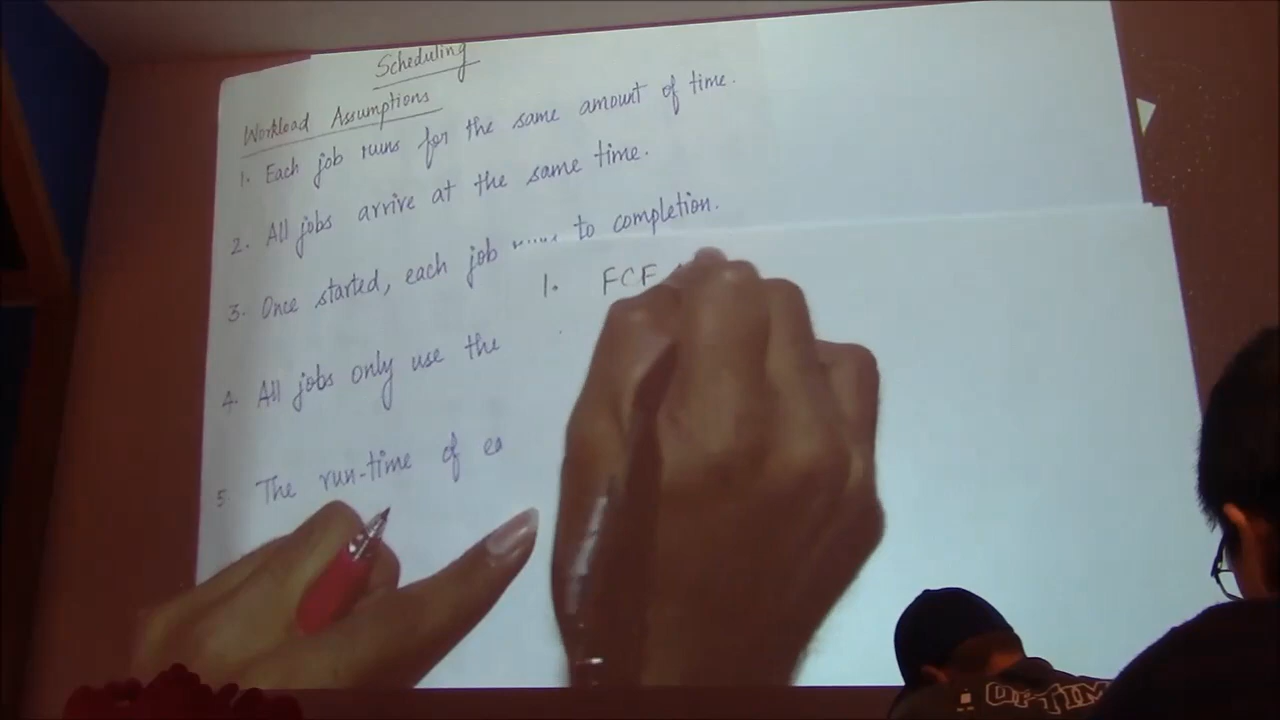 Scheduling
Workload Assumptions
1. Each job runs for the same amount of time.
2. All jobs arrive at the same time.
3. Once started, each job to completion.
1. FCF
4. All jobs only use the
5. The run-time of ea